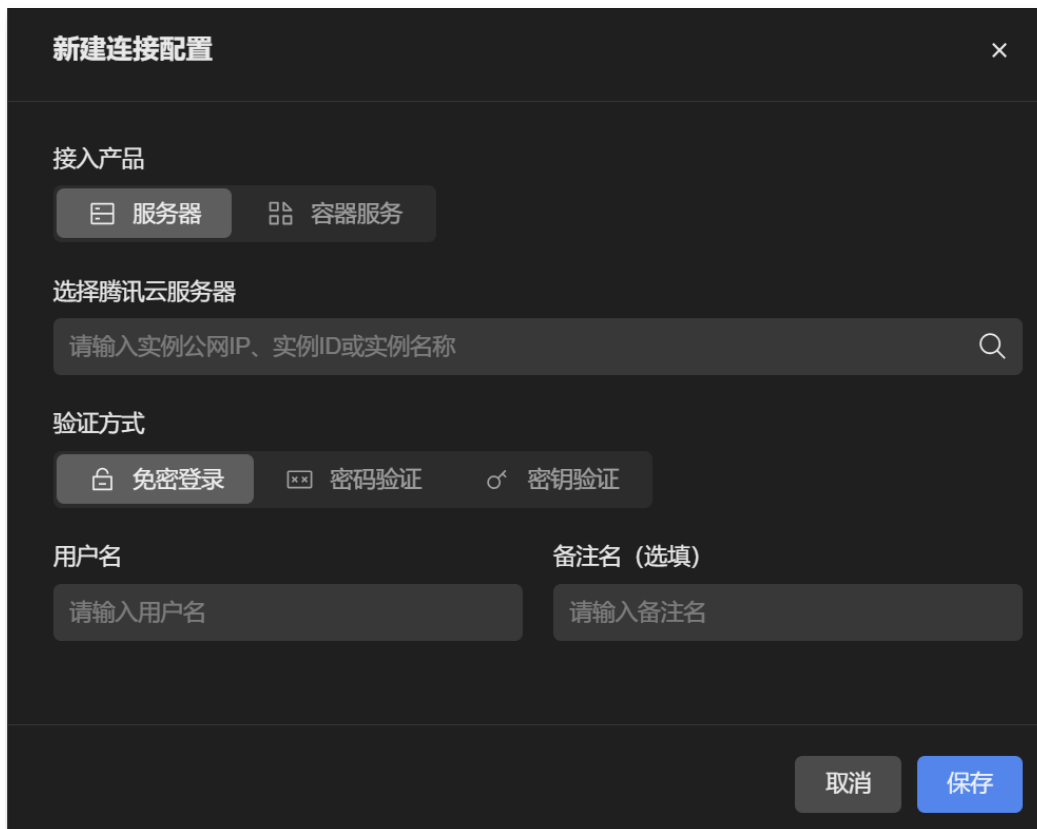 新建连接配置
接入产品
服务器 容器服务
选择腾讯云服务器
请输入实例公网IP、实例ID或实例名称
验证方式
免密登录 密码验证 密钥验证
用户名 备注名（选填）
请输入用户名 请输入备注名
取消 保存